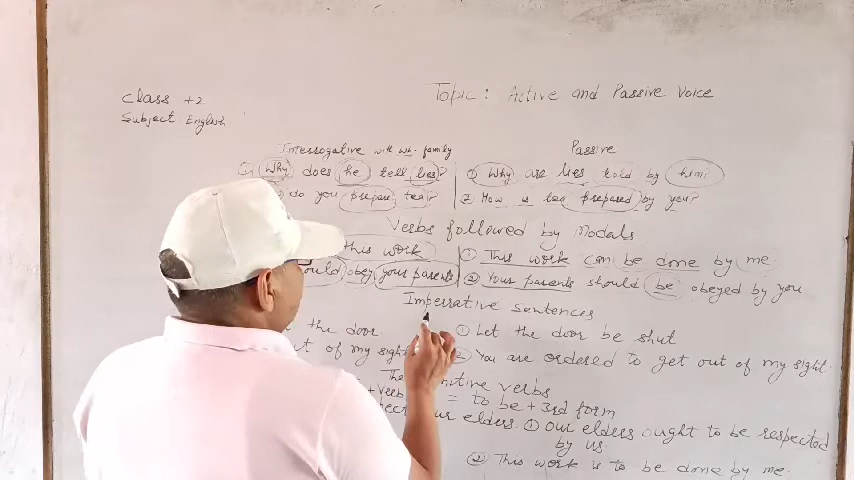 Topic: Active and Passive Voice
Class +2
Subject English
Interrogative with wh. family
Passive
Why does he tell lies?
① Why are lies told by him?
do you prepare tea?
② How is tea prepared by you?
Verbs followed by Modals
this work
① This work can be done by me.
obey your parents
② Your parents should be obeyed by you
Imperative Sentences
the door
① Let the door be shut
of my sight
② You are ordered to get out of my sight.
verbs
+ Verb = to be + 3rd form
our elders. ① Our elders ought to be respected
by us.
② This work is to be done by me.